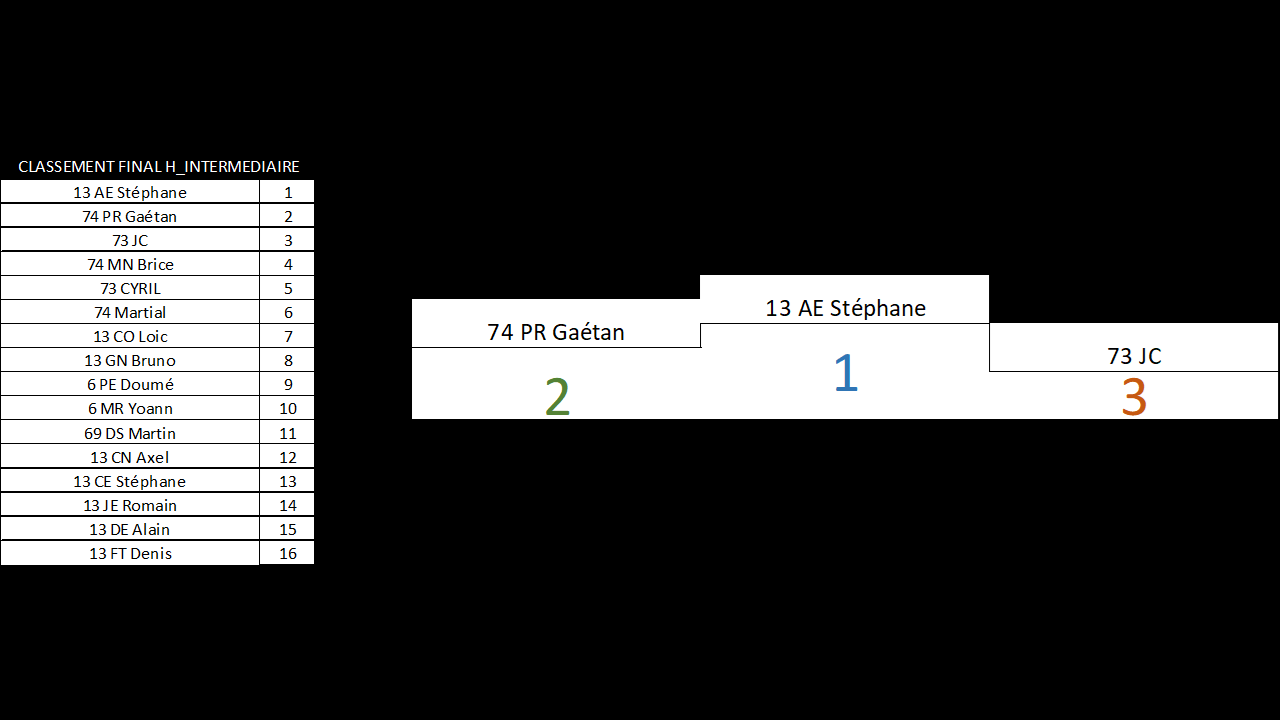 CLASSEMENT FINAL H_INTERMEDIAIRE
13 AE Stéphane 1
74 PR Gaétan 2
73 JC 3
74 MN Brice 4
73 CYRIL 5
74 Martial 6
13 CO Loic 7
13 GN Bruno 8
6 PE Doumé 9
6 MR Yoann 10
69 DS Martin 11
13 CN Axel 12
13 CE Stéphane 13
13 JE Romain 14
13 DE Alain 15
13 FT Denis 16
74 PR Gaétan
2
13 AE Stéphane
1
73 JC
3